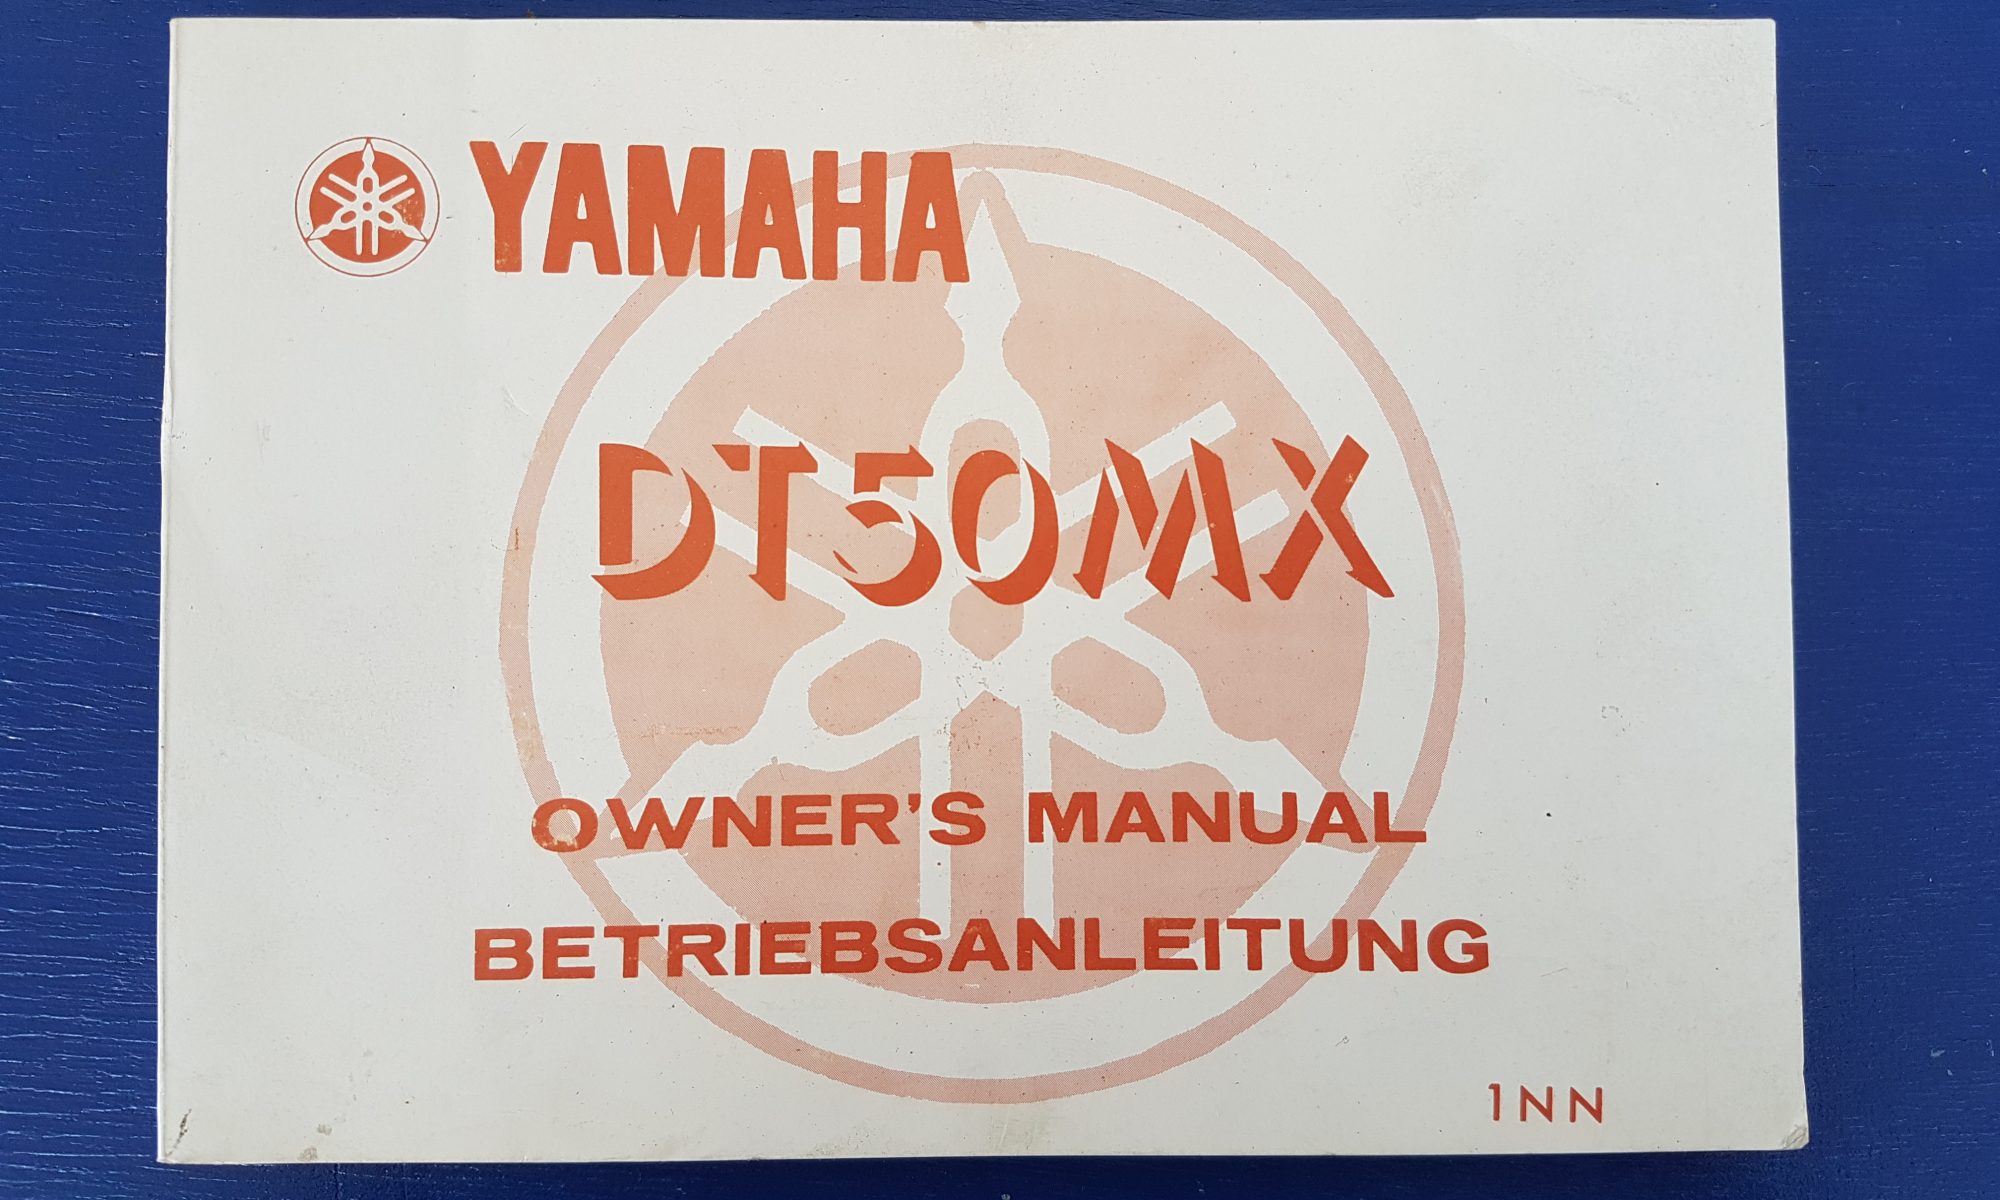 YAMAHA
DT50MX
OWNER'S MANUAL
BETRIEBSANLEITUNG
1NN